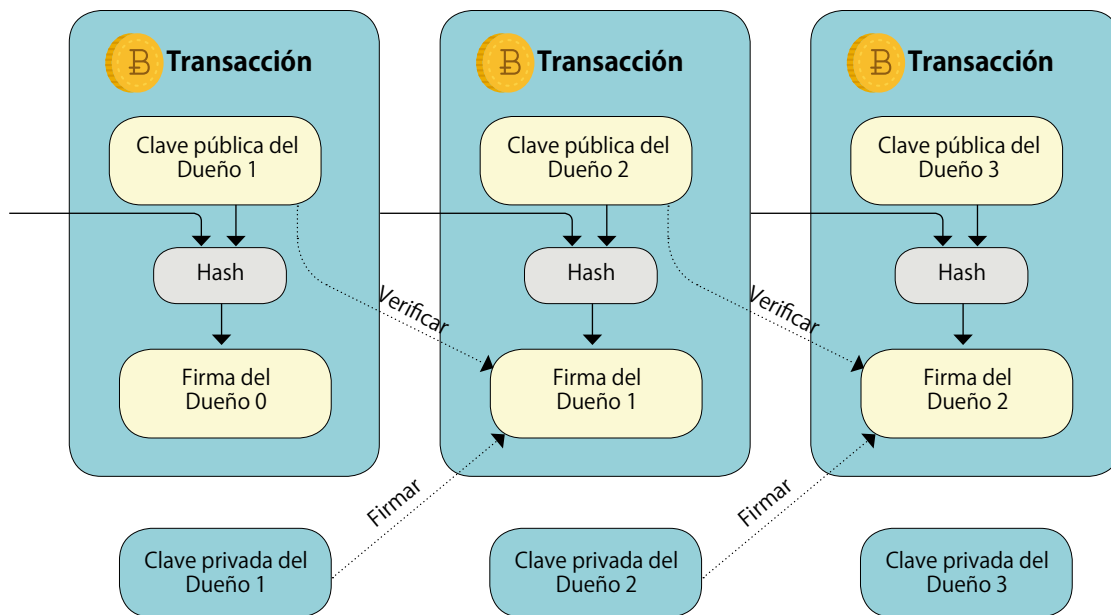 Transacción
Clave pública del
Dueño 1
Hash
Firma del
Dueño 0
Transacción
Clave pública del
Dueño 2
Hash
Firma del
Dueño 1
Transacción
Clave pública del
Dueño 3
Hash
Firma del
Dueño 2
Verificar
Verificar
Firmar
Firmar
Clave privada del
Dueño 1
Clave privada del
Dueño 2
Clave privada del
Dueño 3